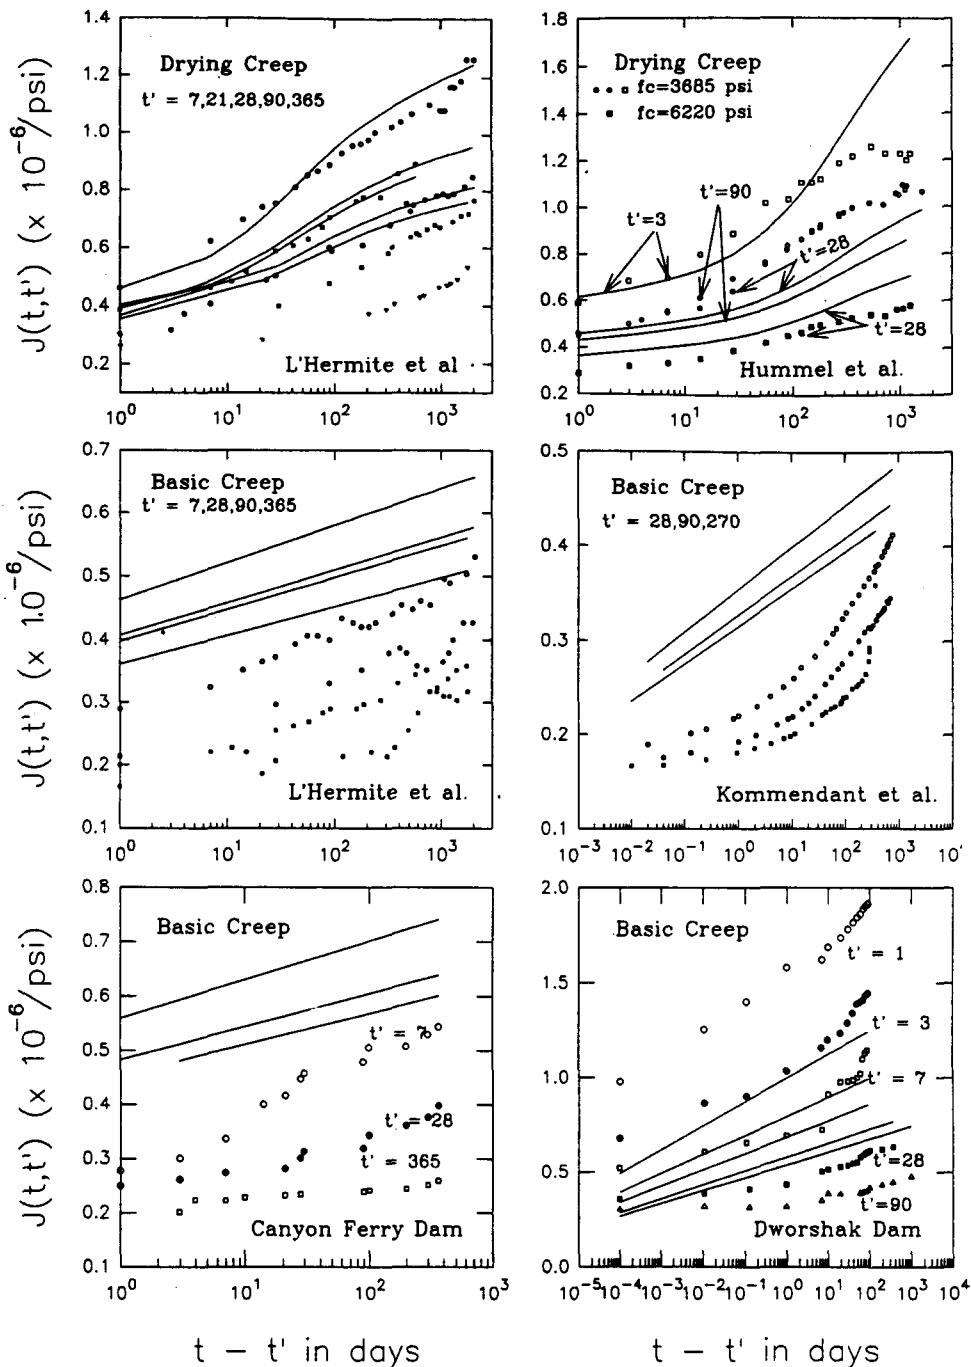 J(t,t') (x 10⁻⁶/psi)
1.4
1.2
1.0
0.8
0.6
0.4
0.2
Drying Creep
t' = 7,21,28,90,365
L'Hermite et al
10⁰ 10¹ 10² 10³
1.8
1.6
1.4
1.2
1.0
0.8
0.6
0.4
0.2
Drying Creep
fc=3685 psi
fc=6220 psi
t'=90
t'=3
t'=28
t'=28
Hummel et al.
10⁰ 10¹ 10² 10³
J(t,t') (x 10⁻⁶/psi)
0.7
0.6
0.5
0.4
0.3
0.2
0.1
Basic Creep
t' = 7,28,90,365
L'Hermite et al.
10⁰ 10¹ 10² 10³
0.5
0.4
0.3
0.2
0.1
Basic Creep
t' = 28,90,270
Kommendant et al.
10⁻³ 10⁻² 10⁻¹ 10⁰ 10¹ 10² 10³
J(t,t') (x 10⁻⁶/psi)
0.8
0.7
0.6
0.5
0.4
0.3
0.2
0.1
Basic Creep
t' = 7
t' = 28
t' = 365
Canyon Ferry Dam
10⁰ 10¹ 10² 10³
t - t' in days
2.0
1.5
1.0
0.5
0.0
Basic Creep
t' = 1
t' = 3
t' = 7
t'=28
t'=90
Dworshak Dam
10⁻⁵ 10⁻⁴ 10⁻³ 10⁻² 10⁻¹ 10⁰ 10¹ 10² 10³ 10⁴
t - t' in days